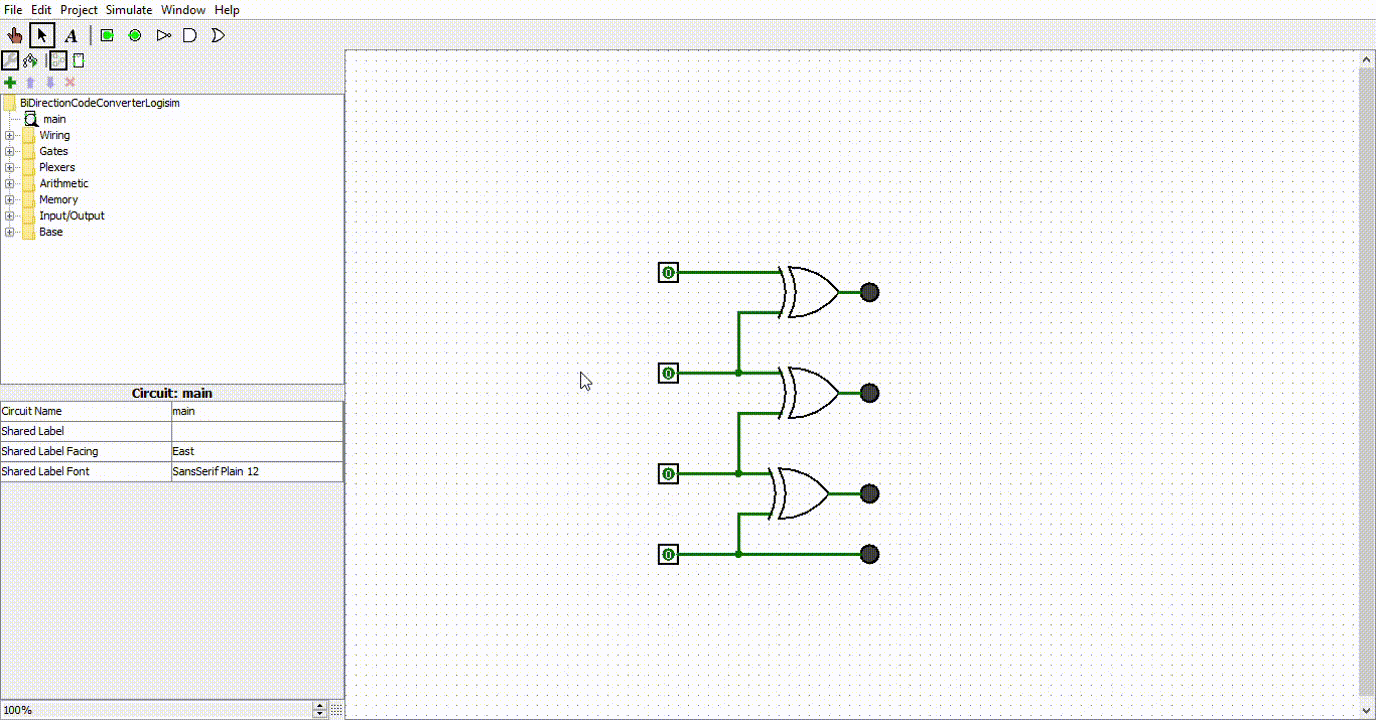 File Edit Project Simulate Window Help
A
BiDirectionCodeConverterLogisim
main
Wiring
Gates
Plexers
Arithmetic
Memory
Input/Output
Base
Circuit: main
Circuit Name main
Shared Label
Shared Label Facing East
Shared Label Font SansSerif Plain 12
100%
0
0
0
0